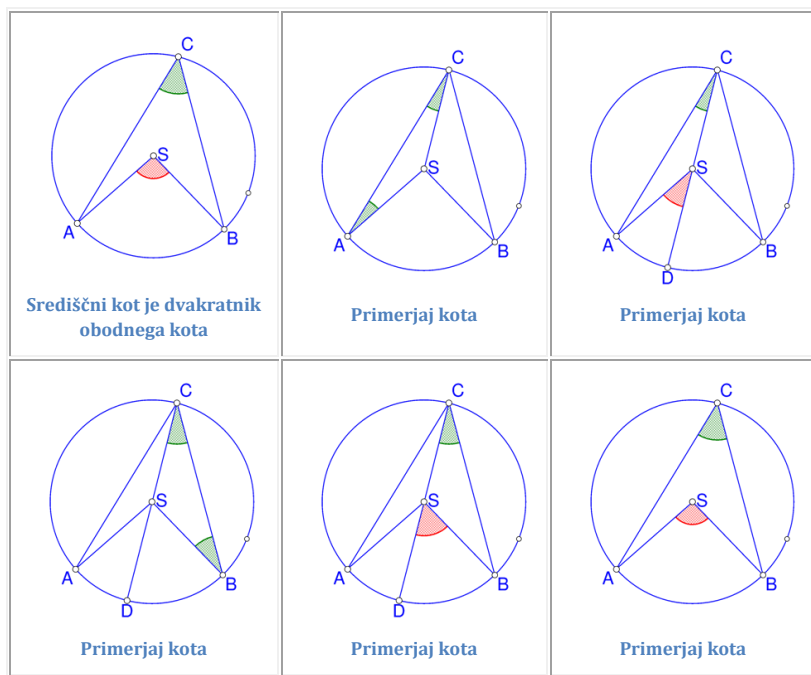 C
S
A
B
Središčni kot je dvakratnik
obodnega kota
C
S
A
B
Primerjaj kota
C
S
A
B
D
Primerjaj kota
C
S
A
B
D
Primerjaj kota
C
S
A
B
D
Primerjaj kota
C
S
A
B
Primerjaj kota